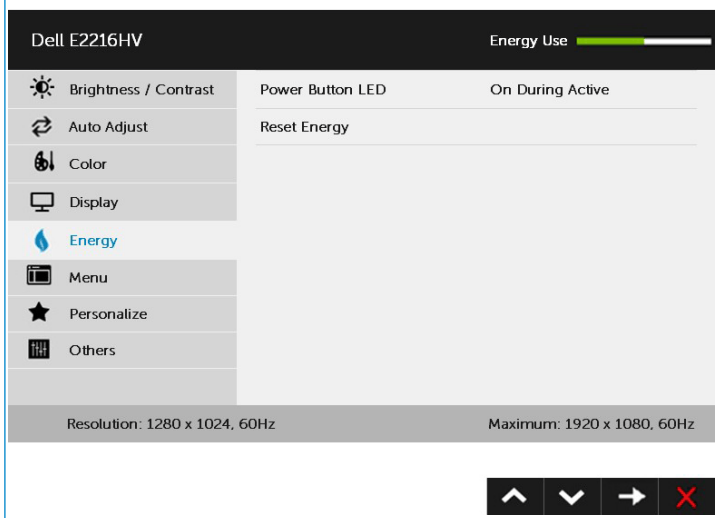 Dell E2216HV
Energy Use
Brightness / Contrast
Power Button LED
On During Active
Auto Adjust
Reset Energy
Color
Display
Energy
Menu
Personalize
Others
Resolution: 1280 x 1024, 60Hz
Maximum: 1920 x 1080, 60Hz